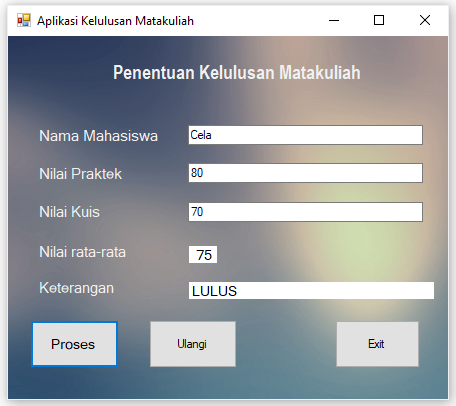 Aplikasi Kelulusan Matakuliah
Penentuan Kelulusan Matakuliah
Nama Mahasiswa Cela
Nilai Praktek 80
Nilai Kuis 70
Nilai rata-rata 75
Keterangan LULUS
Proses Ulangi Exit